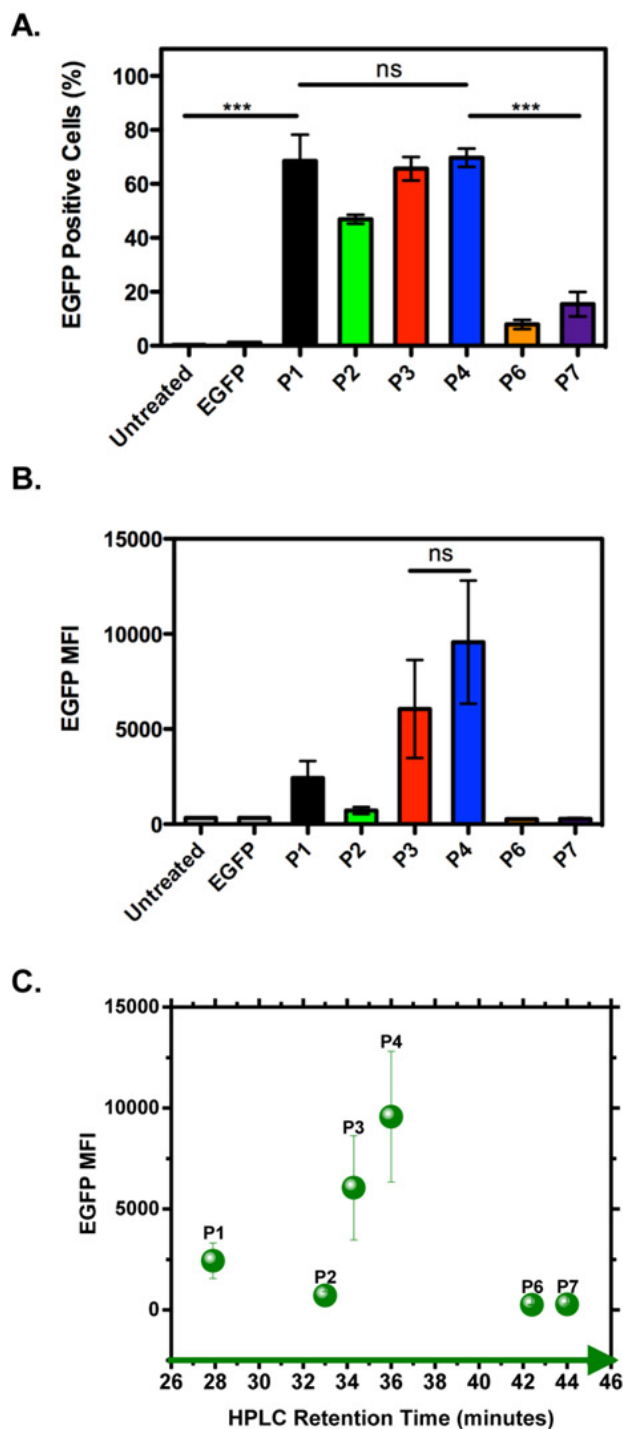 A.
ns
***
***
100
80
60
40
20
0
EGFP Positive Cells (%)
Untreated
EGFP
P1
P2
P3
P4
P6
P7
B.
15000
ns
10000
5000
0
EGFP MFI
Untreated
EGFP
P1
P2
P3
P4
P6
P7
C.
15000
10000
5000
0
EGFP MFI
P4
P3
P1
P2
P6
P7
26 28 30 32 34 36 38 40 42 44 46
HPLC Retention Time (minutes)